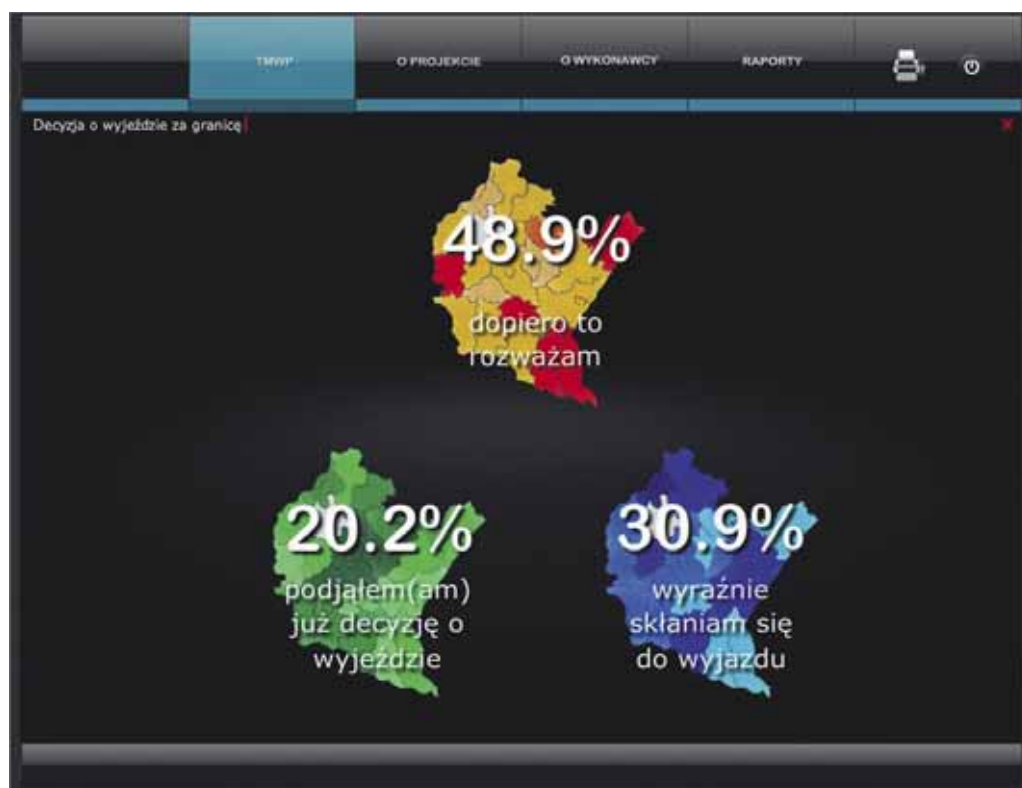 TMWP
O PROJEKCIE
O WYKONAWCY
RAPORTY
Decyzja o wyjeździe za granicę
48.9%
dopiero to
rozważam
20.2%
podjąłem(am)
już decyzję o
wyjeździe
30.9%
wyraźnie
skłaniam się
do wyjazdu